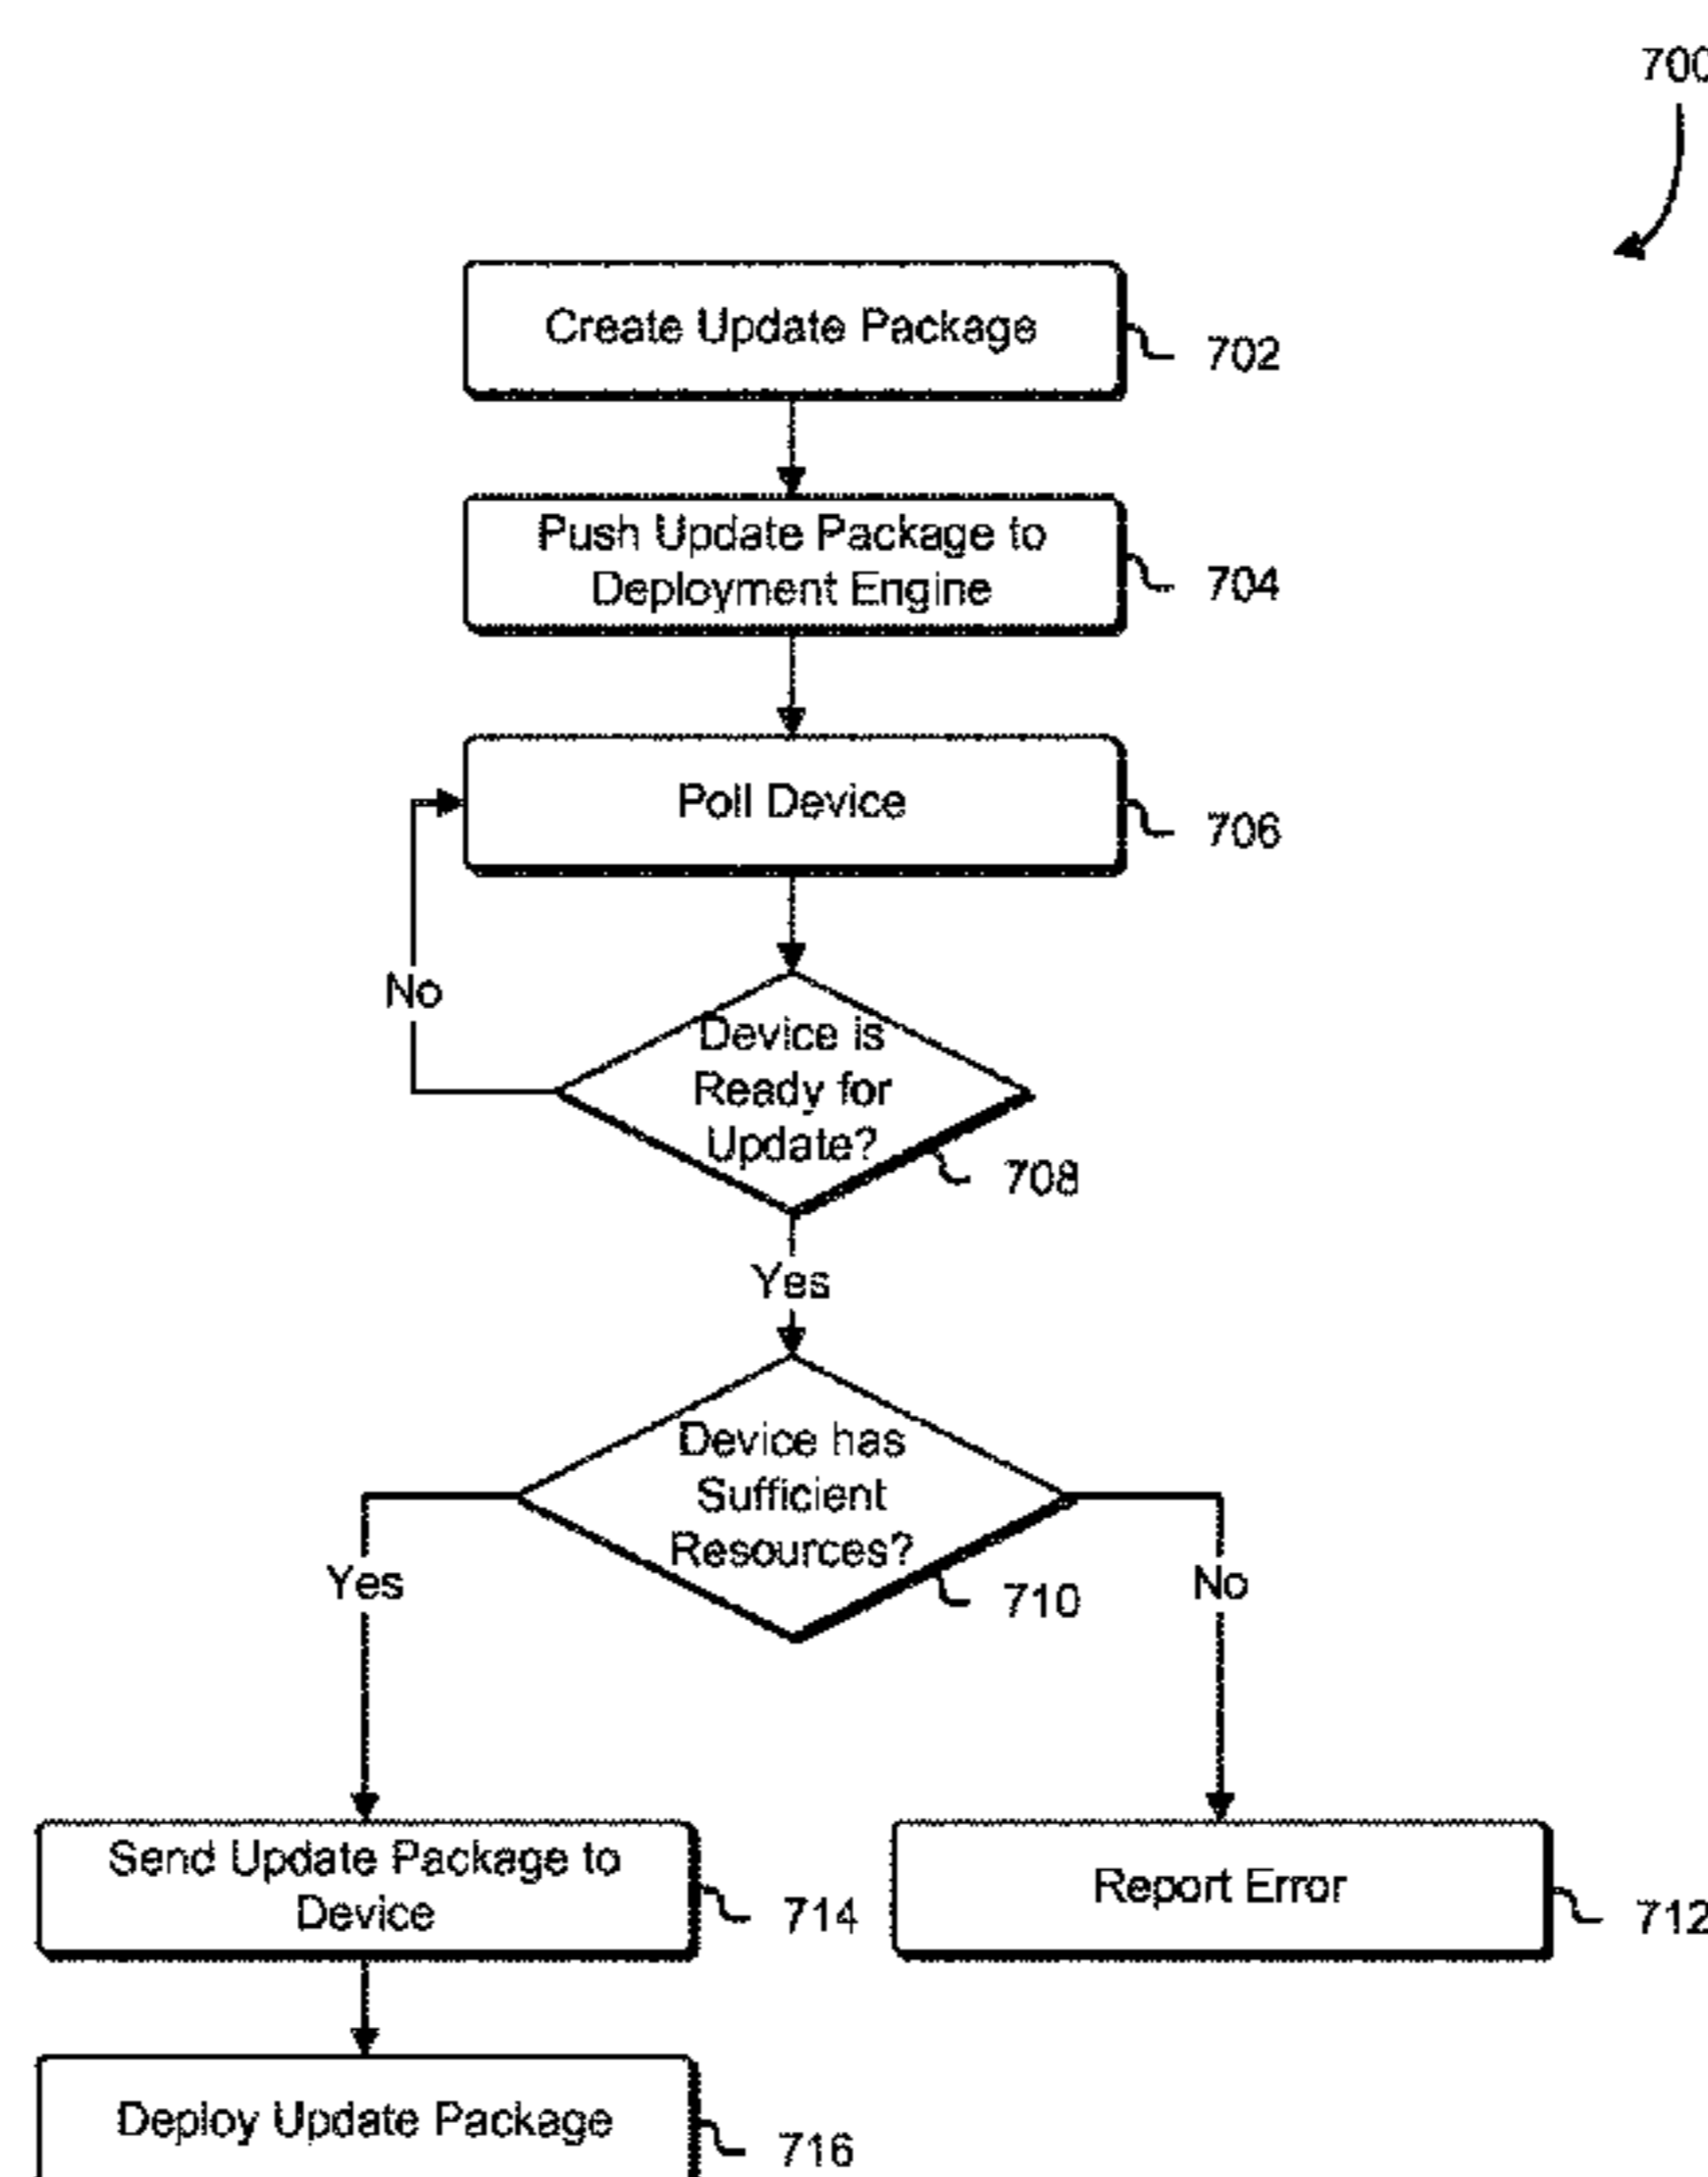 700
Create Update Package
702
Push Update Package to
Deployment Engine
704
Poll Device
706
No
Device is
Ready for
Update?
708
Yes
Device has
Sufficient
Resources?
710
Yes
No
Send Update Package to
Device
714
Report Error
712
Deploy Update Package
716